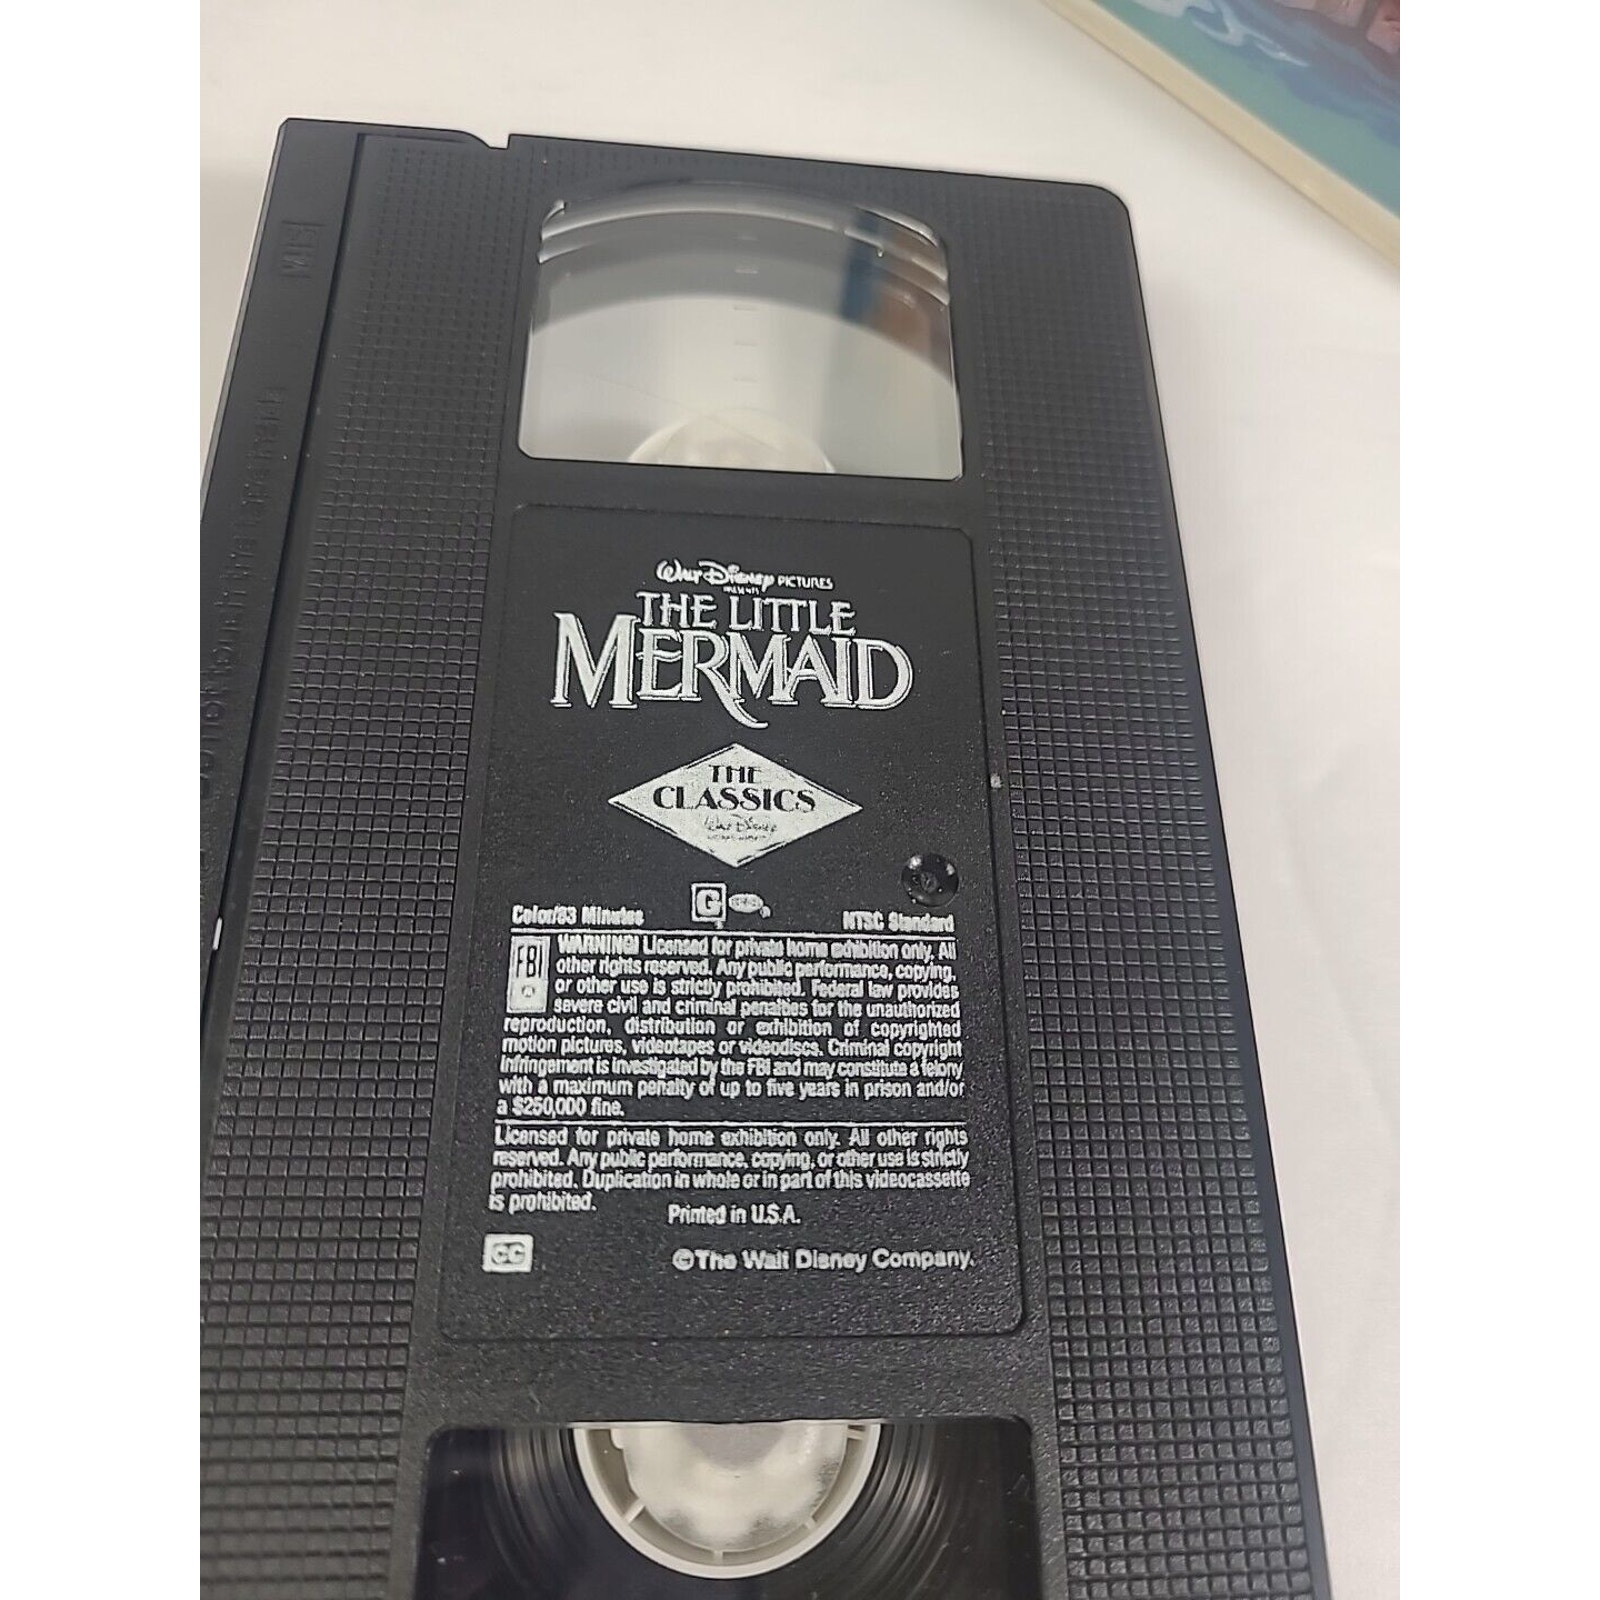 WALT DISNEY PICTURES
PRESENTS
THE LITTLE
MERMAID
THE
CLASSICS
WALT DISNEY
G
Color/83 Minutes
NTSC Standard
FBI
WARNING! Licensed for private home exhibition only. All
other rights reserved. Any public performance, copying,
or other use is strictly prohibited. Federal law provides
severe civil and criminal penalties for the unauthorized
reproduction, distribution or exhibition of copyrighted
motion pictures, videotapes or videodiscs. Criminal copyright
infringement is investigated by the FBI and may constitute a felony
with a maximum penalty of up to five years in prison and/or
a $250,000 fine.
Licensed for private home exhibition only. All other rights
reserved. Any public performance, copying, or other use is strictly
prohibited. Duplication in whole or in part of this videocassette
is prohibited.
Printed in U.S.A.
CC
©The Walt Disney Company.